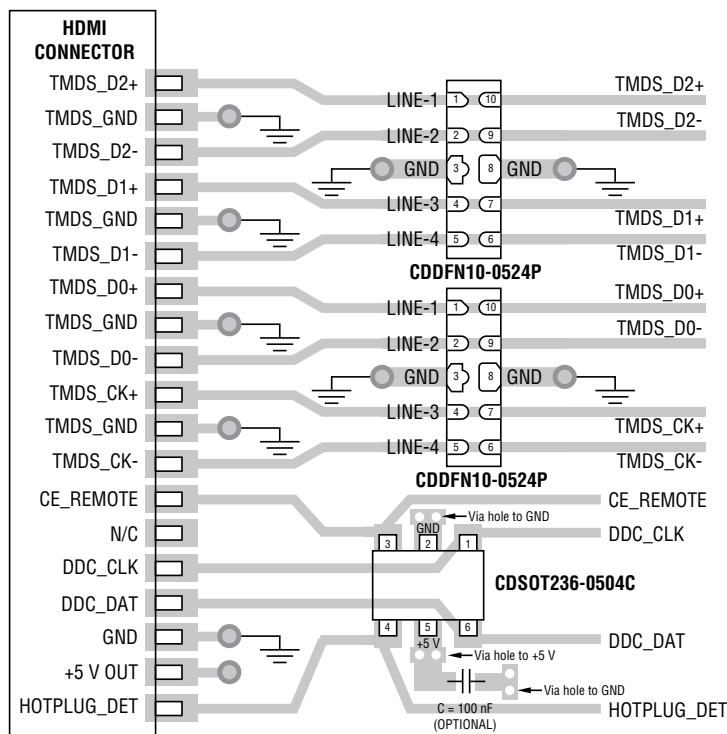 HDMI
CONNECTOR
TMDS_D2+
TMDS_GND
TMDS_D2-
TMDS_D1+
TMDS_GND
TMDS_D1-
TMDS_D0+
TMDS_GND
TMDS_D0-
TMDS_CK+
TMDS_GND
TMDS_CK-
CE_REMOTE
N/C
DDC_CLK
DDC_DAT
GND
+5 V OUT
HOTPLUG_DET
LINE-1 1 10 TMDS_D2+
LINE-2 2 9 TMDS_D2-
GND 3 8 GND
LINE-3 4 7 TMDS_D1+
LINE-4 5 6 TMDS_D1-
CDDFN10-0524P
LINE-1 1 10 TMDS_D0+
LINE-2 2 9 TMDS_D0-
GND 3 8 GND
LINE-3 4 7 TMDS_CK+
LINE-4 5 6 TMDS_CK-
CDDFN10-0524P
CE_REMOTE
Via hole to GND
GND
3 2 1
DDC_CLK
CDSOT236-0504C
4 5 6
+5 V
DDC_DAT
Via hole to +5 V
Via hole to GND
C = 100 nF
(OPTIONAL)
HOTPLUG_DET